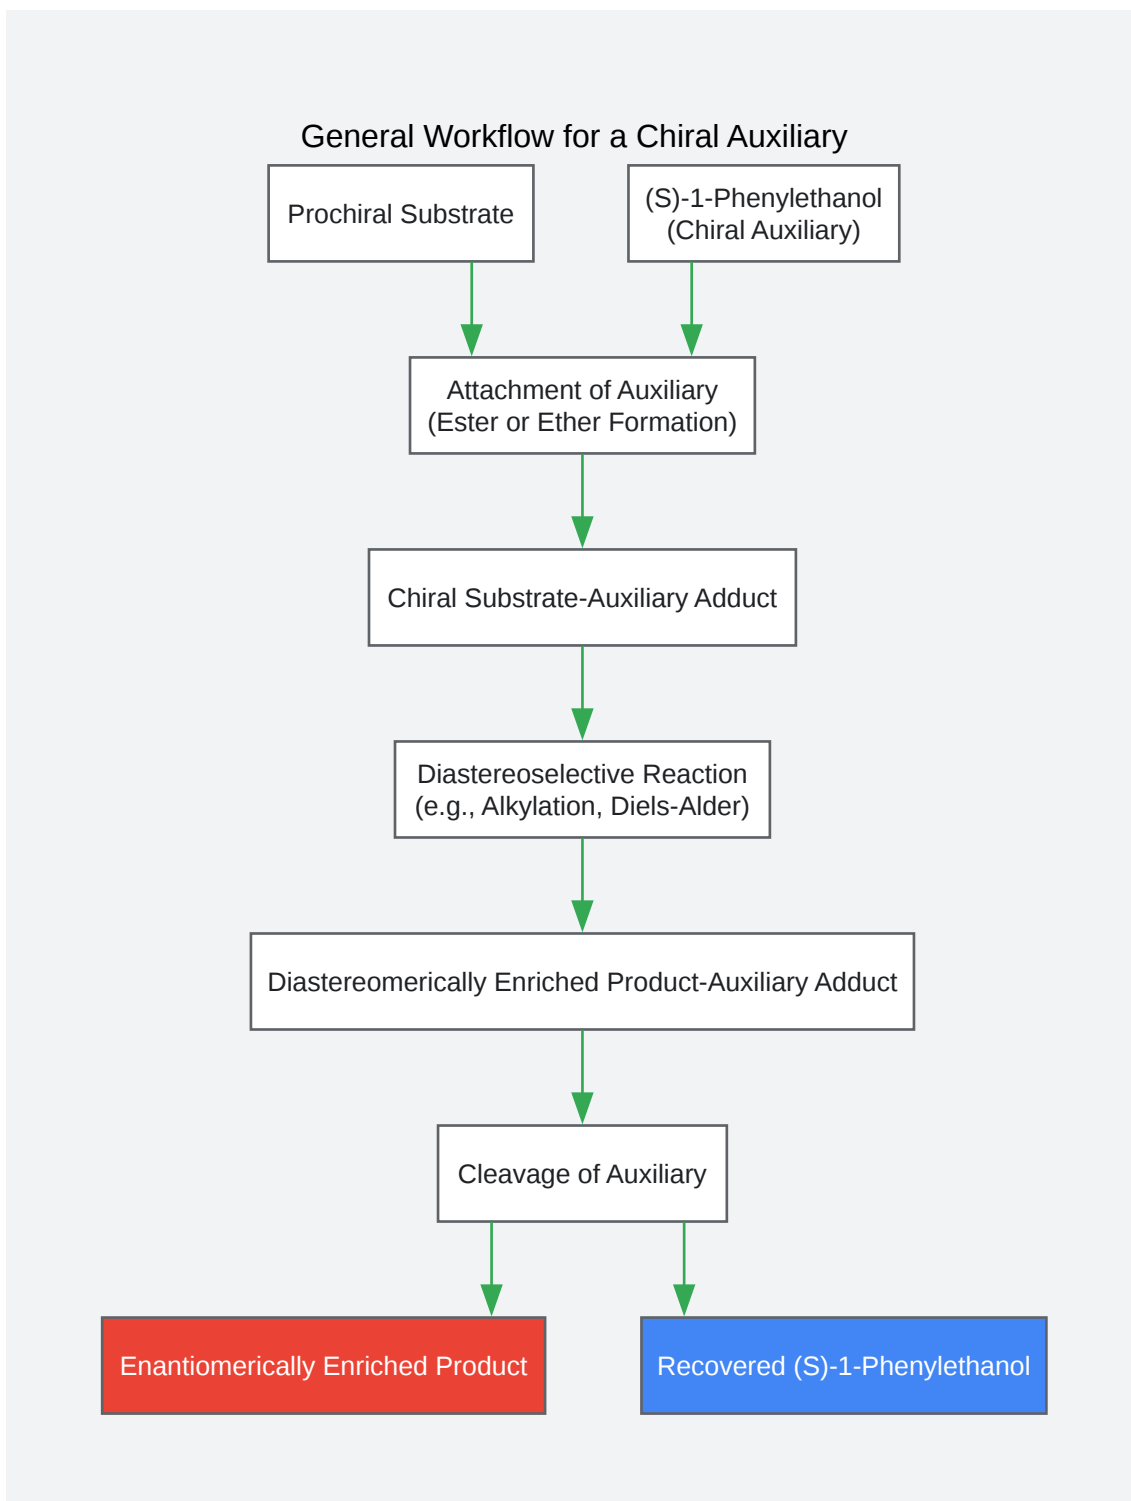 General Workflow for a Chiral Auxiliary
Prochiral Substrate
(S)-1-Phenylethanol
(Chiral Auxiliary)
Attachment of Auxiliary
(Ester or Ether Formation)
Chiral Substrate-Auxiliary Adduct
Diastereoselective Reaction
(e.g., Alkylation, Diels-Alder)
Diastereomerically Enriched Product-Auxiliary Adduct
Cleavage of Auxiliary
Enantiomerically Enriched Product
Recovered (S)-1-Phenylethanol